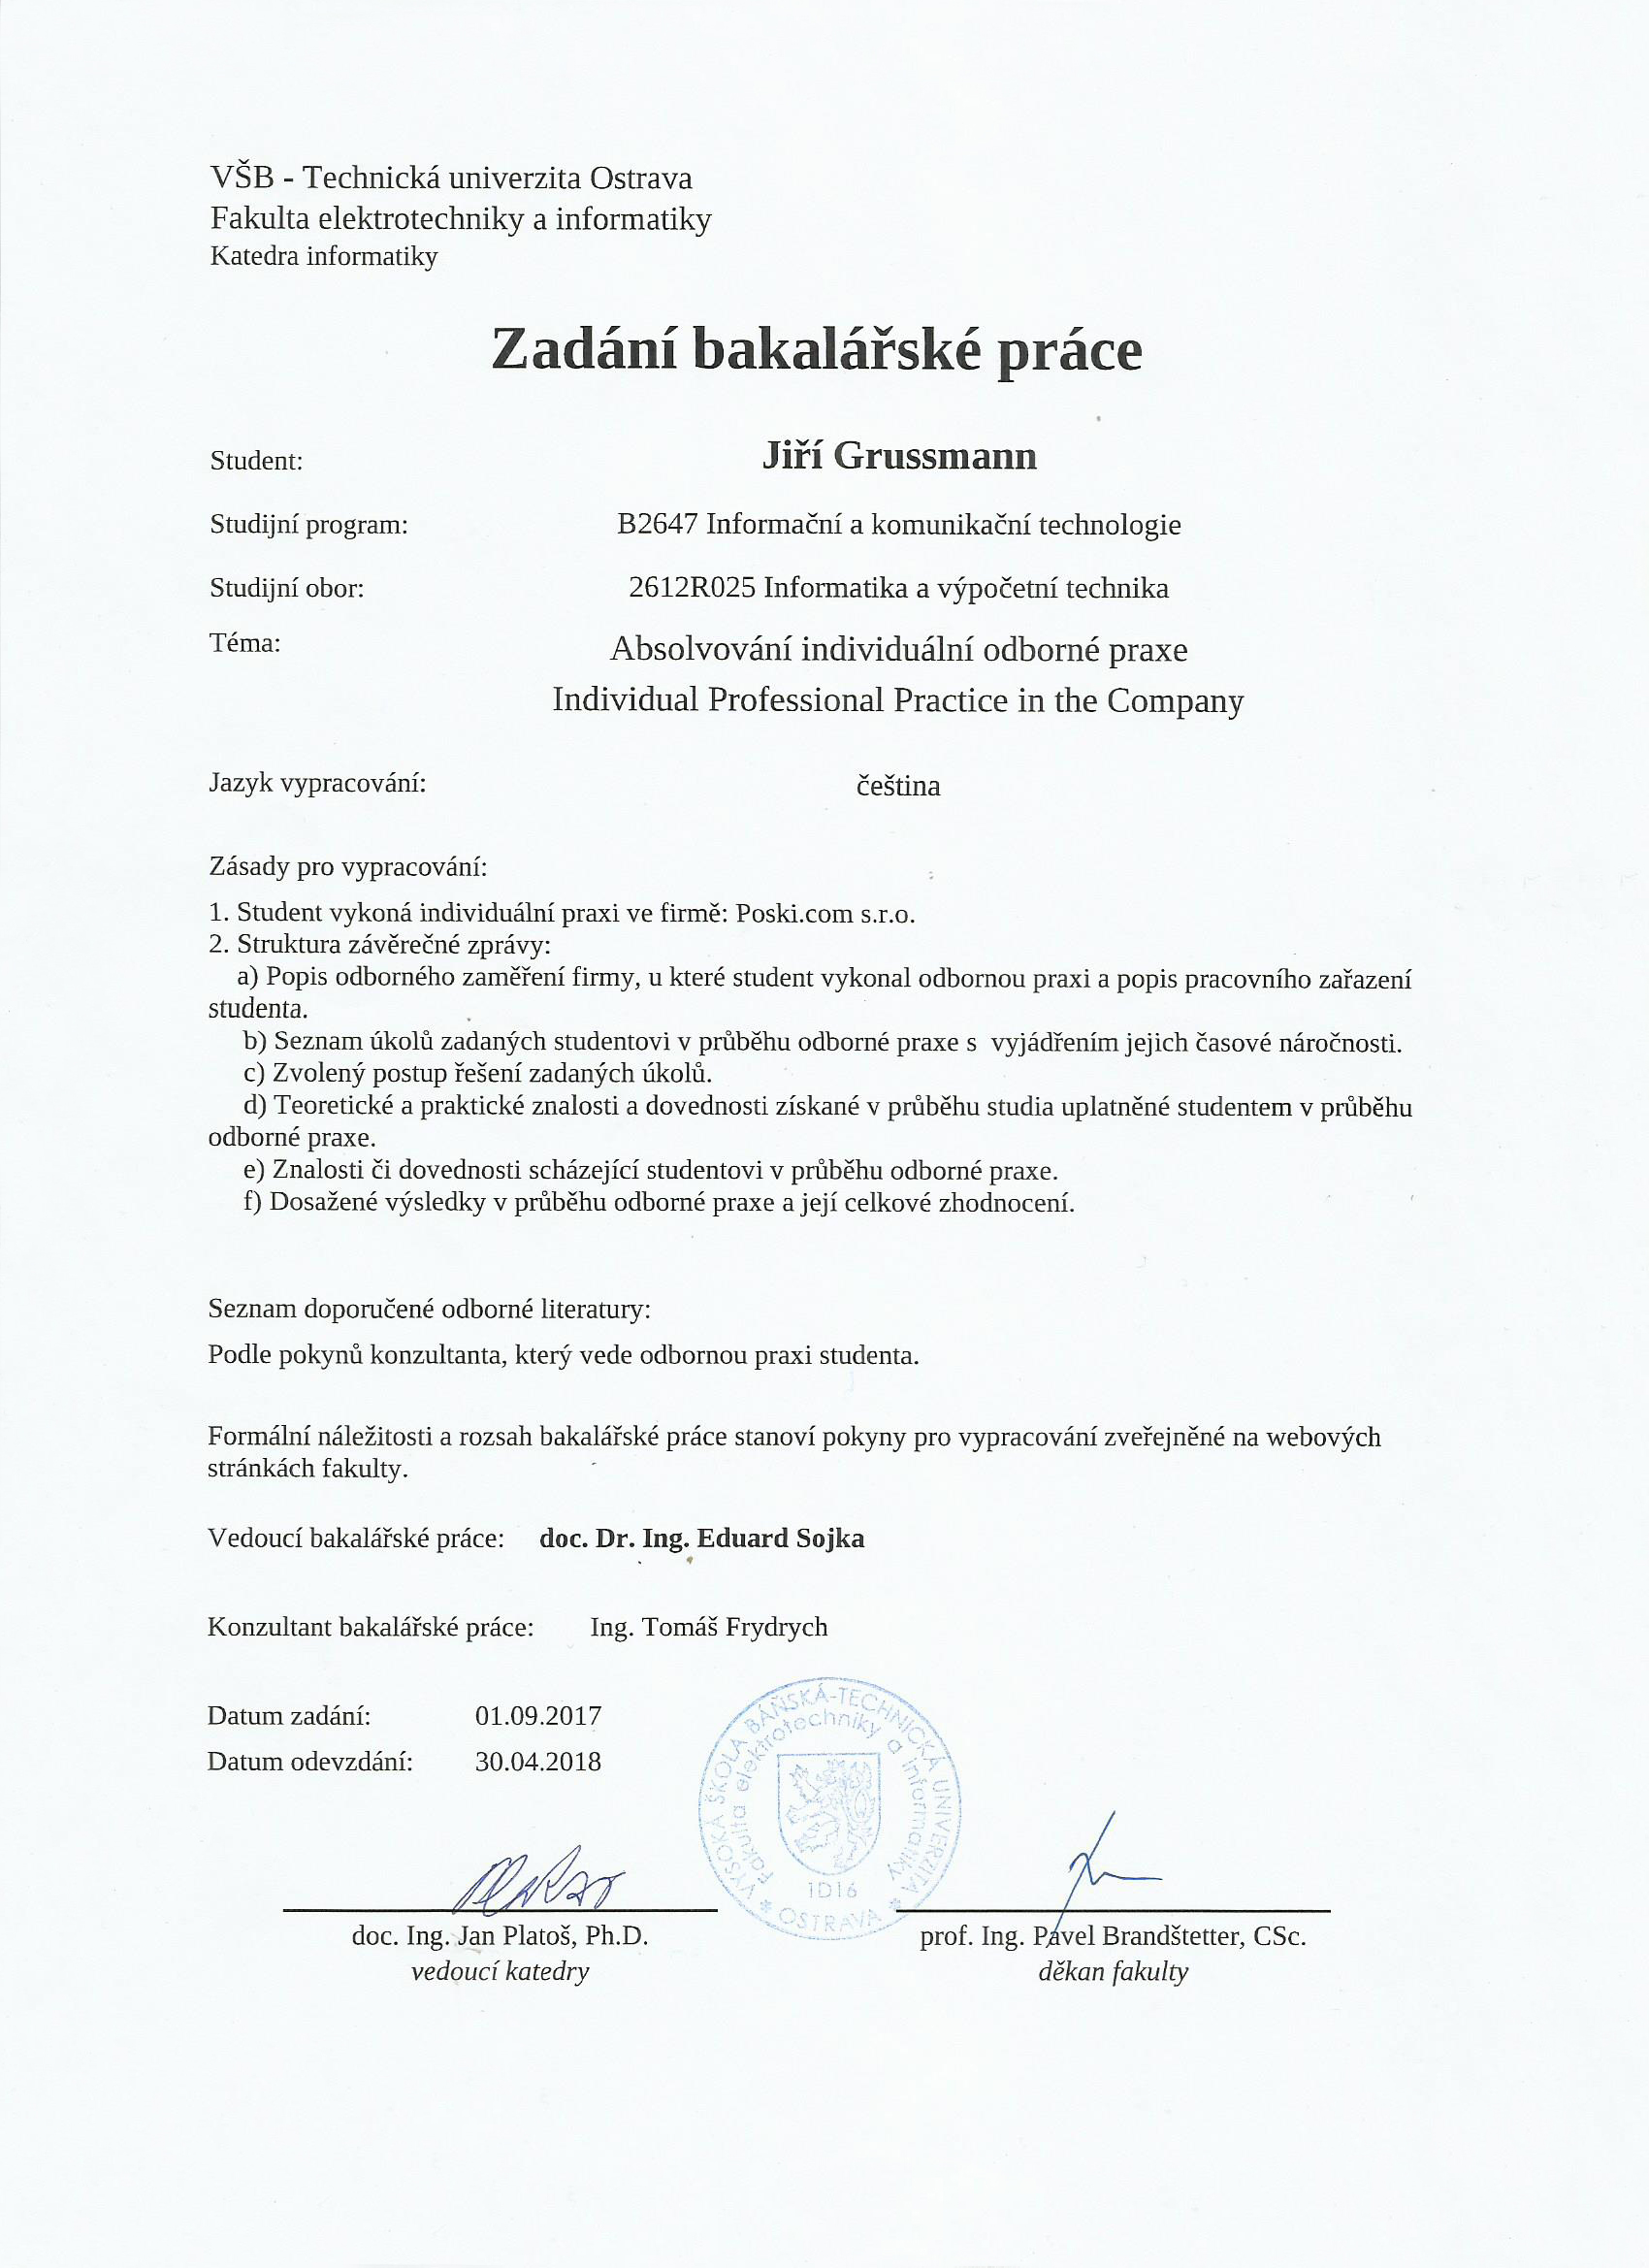 VŠB - Technická univerzita Ostrava
Fakulta elektrotechniky a informatiky
Katedra informatiky
Zadání bakalářské práce
Student: Jiří Grussmann
Studijní program: B2647 Informační a komunikační technologie
Studijní obor: 2612R025 Informatika a výpočetní technika
Téma: Absolvování individuální odborné praxe
Individual Professional Practice in the Company
Jazyk vypracování: čeština
Zásady pro vypracování:
1. Student vykoná individuální praxi ve firmě: Poski.com s.r.o.
2. Struktura závěrečné zprávy:
a) Popis odborného zaměření firmy, u které student vykonal odbornou praxi a popis pracovního zařazení
studenta.
b) Seznam úkolů zadaných studentovi v průběhu odborné praxe s  vyjádřením jejich časové náročnosti.
c) Zvolený postup řešení zadaných úkolů.
d) Teoretické a praktické znalosti a dovednosti získané v průběhu studia uplatněné studentem v průběhu
odborné praxe.
e) Znalosti či dovednosti scházející studentovi v průběhu odborné praxe.
f) Dosažené výsledky v průběhu odborné praxe a její celkové zhodnocení.
Seznam doporučené odborné literatury:
Podle pokynů konzultanta, který vede odbornou praxi studenta.
Formální náležitosti a rozsah bakalářské práce stanoví pokyny pro vypracování zveřejněné na webových
stránkách fakulty.
Vedoucí bakalářské práce: doc. Dr. Ing. Eduard Sojka
Konzultant bakalářské práce: Ing. Tomáš Frydrych
Datum zadání: 01.09.2017
Datum odevzdání: 30.04.2018
VYSOKÁ ŠKOLA BÁŇSKÁ-TECHNICKÁ UNIVERZITA
Fakulta elektrotechniky a informatiky
1D16
* OSTRAVA *
doc. Ing. Jan Platoš, Ph.D. prof. Ing. Pavel Brandštetter, CSc.
vedoucí katedry děkan fakulty